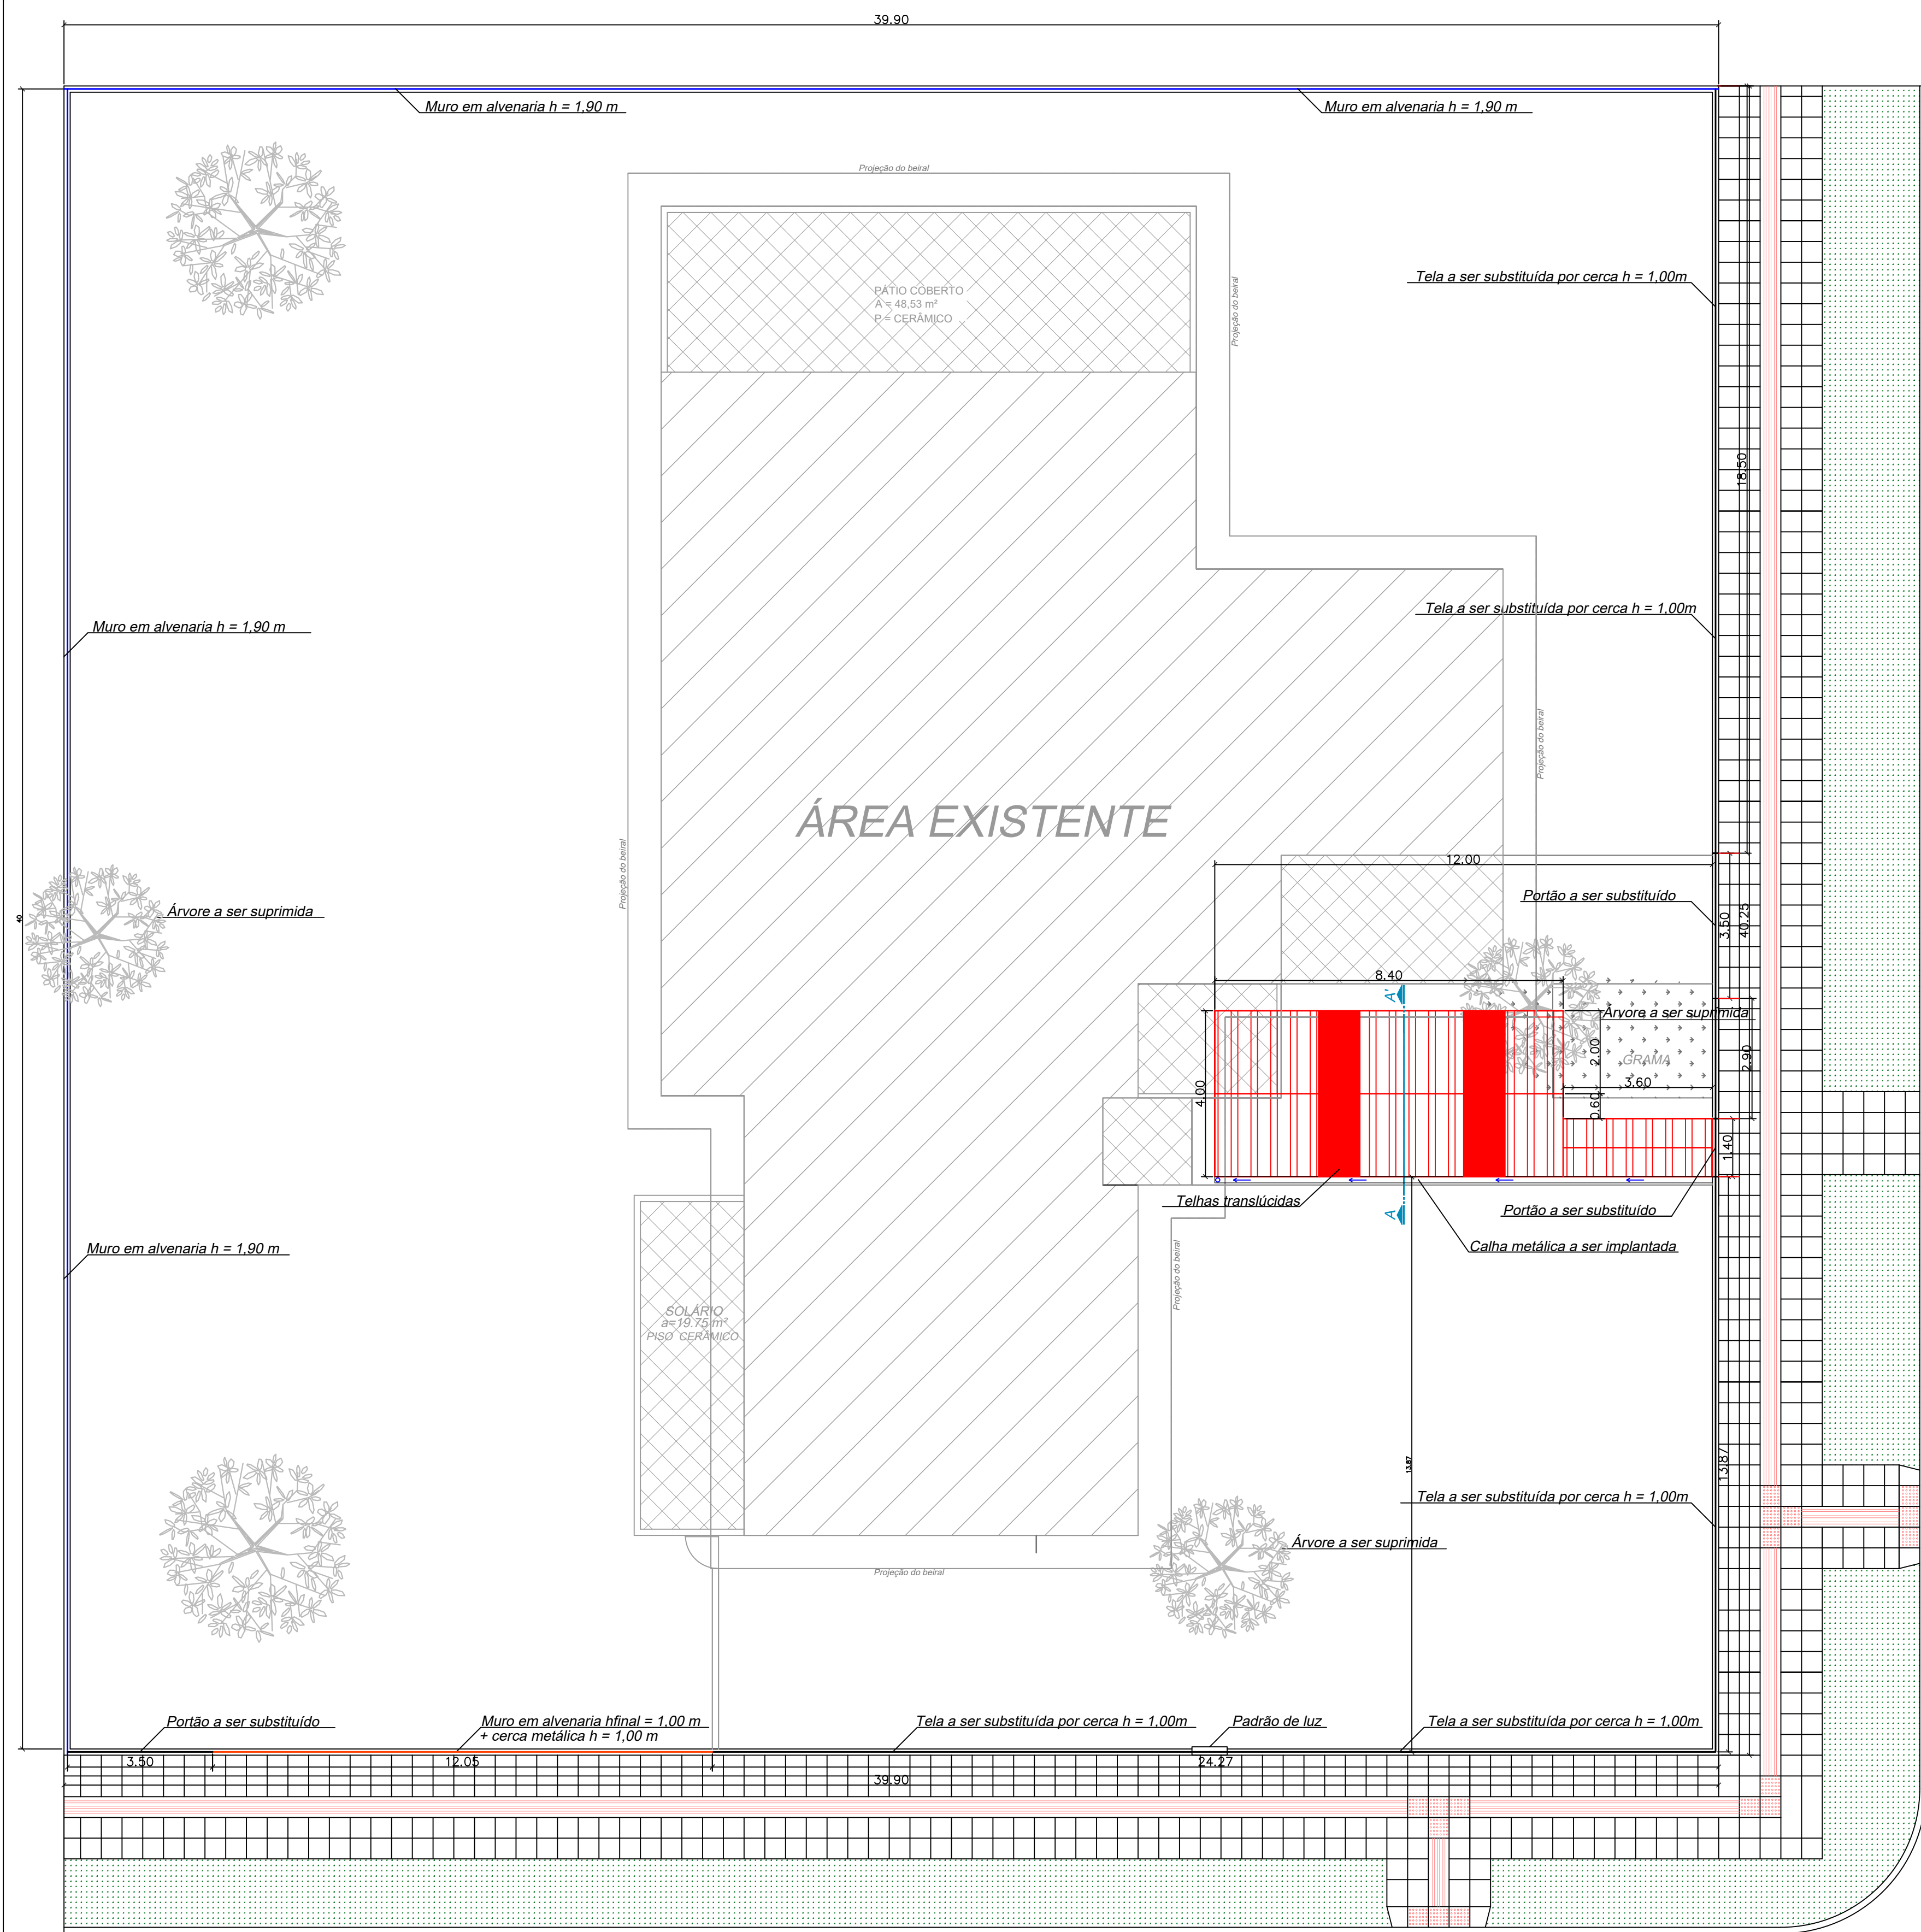 39.90
Muro em alvenaria h = 1,90 m
Muro em alvenaria h = 1,90 m
Projeção do beiral
Tela a ser substituída por cerca h = 1,00m
PÁTIO COBERTO
A = 48,53 m²
P = CERÂMICO
Projeção do beiral
18.50
Tela a ser substituída por cerca h = 1,00m
Muro em alvenaria h = 1,90 m
Projeção do beiral
ÁREA EXISTENTE
Projeção do beiral
12.00
Portão a ser substituído
40
Árvore a ser suprimida
3.50
40.25
8.40
A'
Árvore a ser suprimida
2.00
GRAMA
2.90
3.60
4.00
0.60
1.40
Telhas translúcidas
A
Portão a ser substituído
Calha metálica a ser implantada
Muro em alvenaria h = 1,90 m
Projeção do beiral
SOLÁRIO
a=19.75 m²
PISO CERÂMICO
13.87
13.87
Tela a ser substituída por cerca h = 1,00m
Árvore a ser suprimida
Projeção do beiral
Portão a ser substituído
Muro em alvenaria hfinal = 1,00 m
+ cerca metálica h = 1,00 m
Tela a ser substituída por cerca h = 1,00m
Padrão de luz
Tela a ser substituída por cerca h = 1,00m
3.50
12.05
24.27
39.90